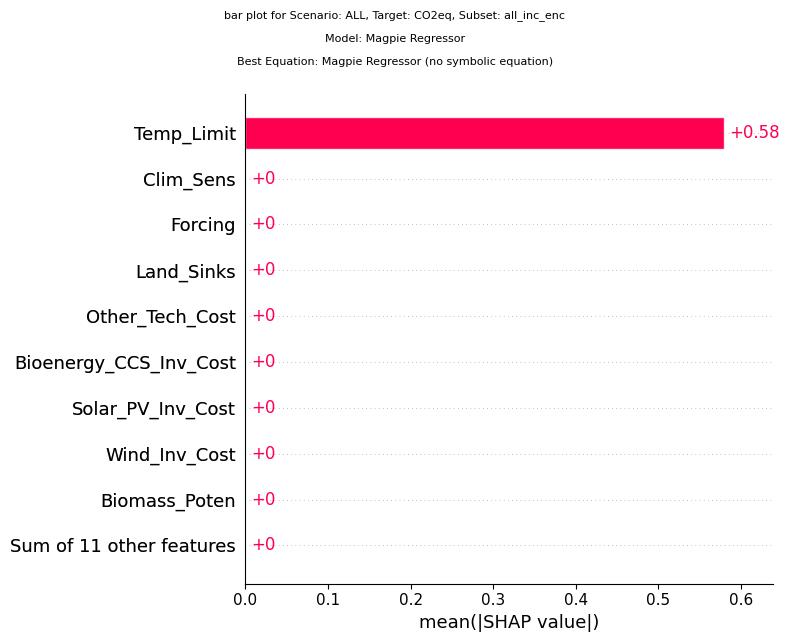 bar plot for Scenario: ALL, Target: CO2eq, Subset: all_inc_enc
Model: Magpie Regressor
Best Equation: Magpie Regressor (no symbolic equation)
Temp_Limit +0.58
Clim_Sens +0
Forcing +0
Land_Sinks +0
Other_Tech_Cost +0
Bioenergy_CCS_Inv_Cost +0
Solar_PV_Inv_Cost +0
Wind_Inv_Cost +0
Biomass_Poten +0
Sum of 11 other features +0
0.0 0.1 0.2 0.3 0.4 0.5 0.6
mean(|SHAP value|)